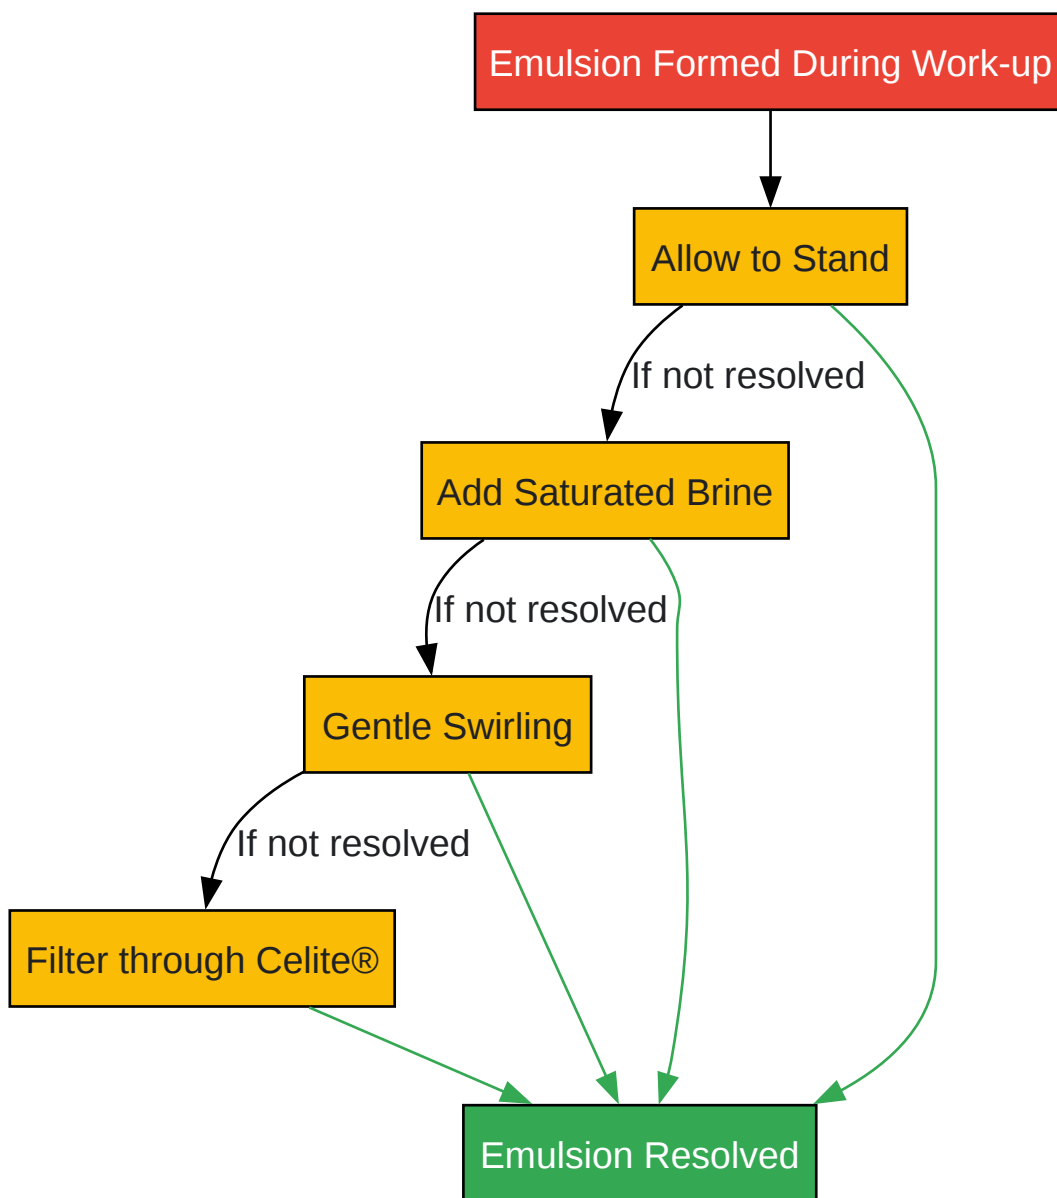 Emulsion Formed During Work-up
Allow to Stand
If not resolved
Add Saturated Brine
If not resolved
Gentle Swirling
If not resolved
Filter through Celite®
Emulsion Resolved